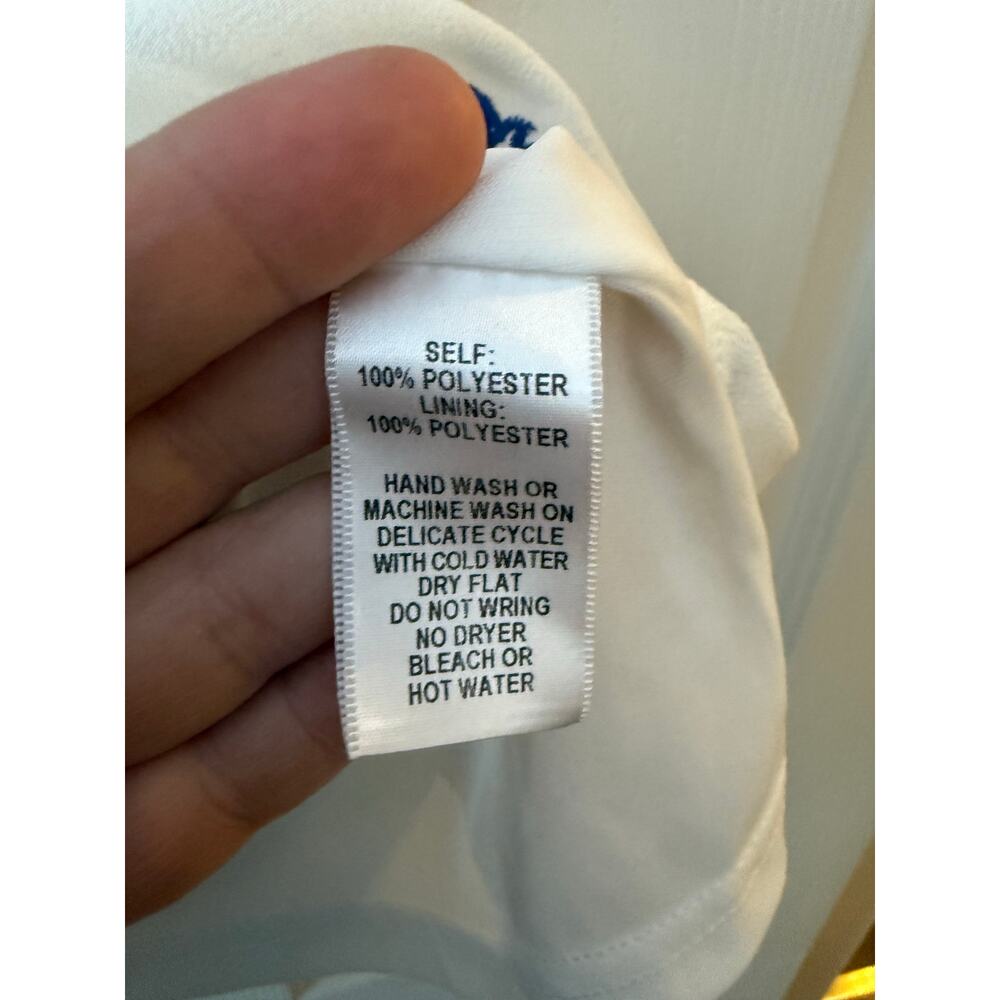 SELF:
100% POLYESTER
LINING:
100% POLYESTER
HAND WASH OR
MACHINE WASH ON
DELICATE CYCLE
WITH COLD WATER
DRY FLAT
DO NOT WRING
NO DRYER
BLEACH OR
HOT WATER